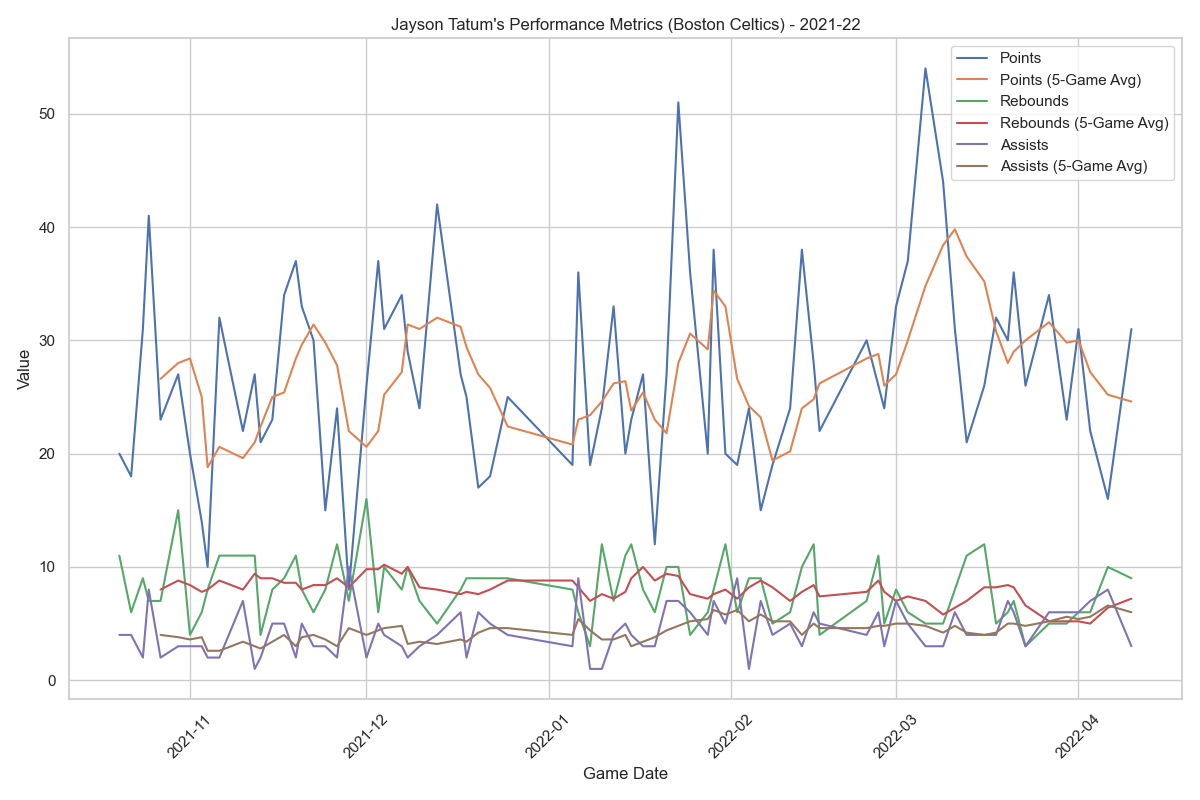 Jayson Tatum's Performance Metrics (Boston Celtics) - 2021-22
Points
Points (5-Game Avg)
Rebounds
Rebounds (5-Game Avg)
Assists
Assists (5-Game Avg)
Value
50
40
30
20
10
0
2021-11
2021-12
2022-01
2022-02
2022-03
2022-04
Game Date